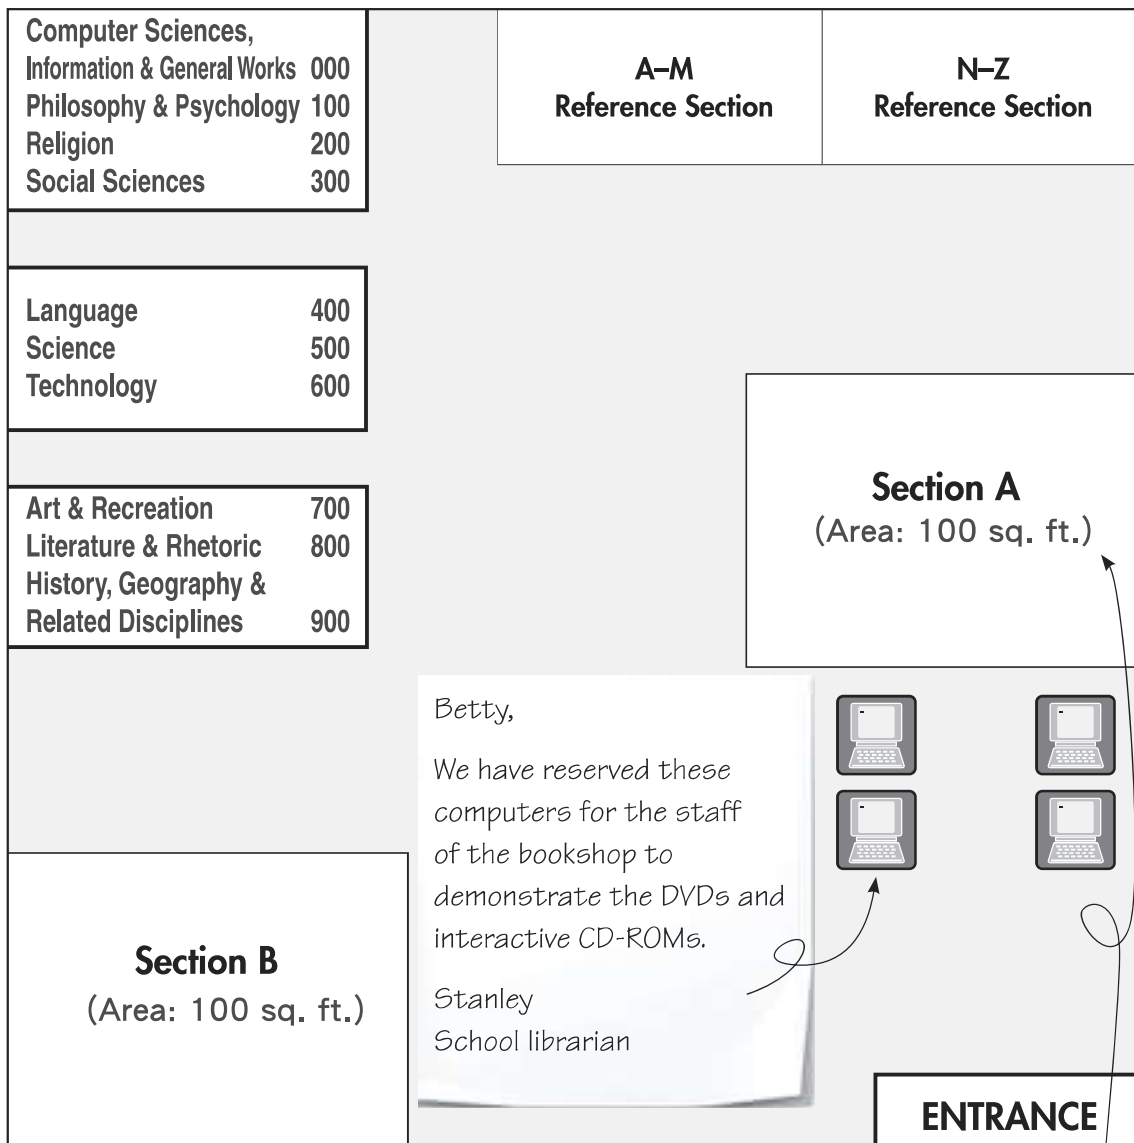 Computer Sciences,
Information & General Works 000
Philosophy & Psychology 100
Religion 200
Social Sciences 300
A–M
Reference Section
N–Z
Reference Section
Language 400
Science 500
Technology 600
Section A
(Area: 100 sq. ft.)
Art & Recreation 700
Literature & Rhetoric 800
History, Geography &
Related Disciplines 900
Betty,
We have reserved these
computers for the staff
of the bookshop to
demonstrate the DVDs and
interactive CD-ROMs.
Stanley
School librarian
Section B
(Area: 100 sq. ft.)
ENTRANCE